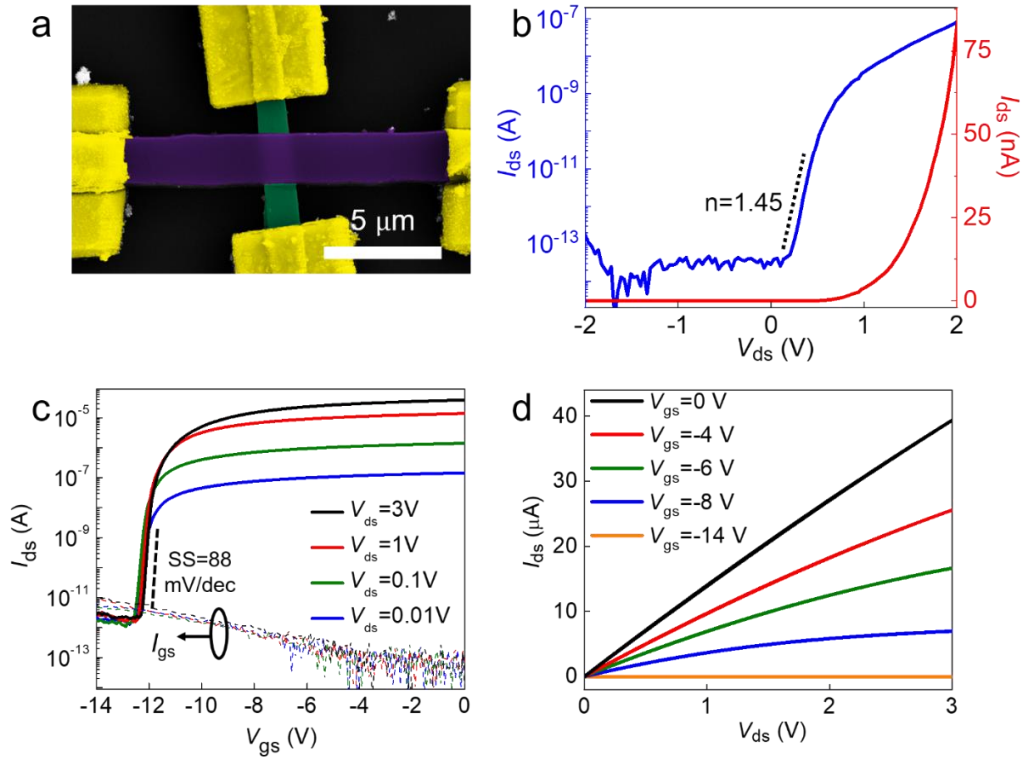 a
5 μm
b
10⁻⁷
10⁻⁹
10⁻¹¹
10⁻¹³
I_ds (A)
n=1.45
75
50
25
0
I_ds (nA)
-2 -1 0 1 2
V_ds (V)
c
10⁻⁵
10⁻⁷
10⁻⁹
10⁻¹¹
10⁻¹³
I_ds (A)
SS=88
mV/dec
V_ds=3V
V_ds=1V
V_ds=0.1V
V_ds=0.01V
I_gs
-14 -12 -10 -8 -6 -4 -2 0
V_gs (V)
d
V_gs=0 V
V_gs=-4 V
V_gs=-6 V
V_gs=-8 V
V_gs=-14 V
40
30
20
10
0
I_ds (μA)
0 1 2 3
V_ds (V)